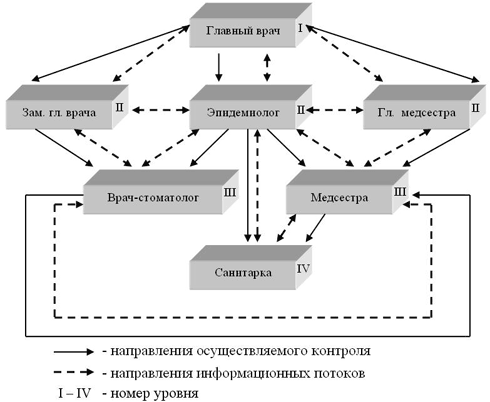 Главный врач I
Зам. гл. врача II
Эпидемиолог II
Гл. медсестра II
Врач-стоматолог III
Медсестра III
Санитарка IV
- направления осуществляемого контроля
- направления информационных потоков
I – IV - номер уровня